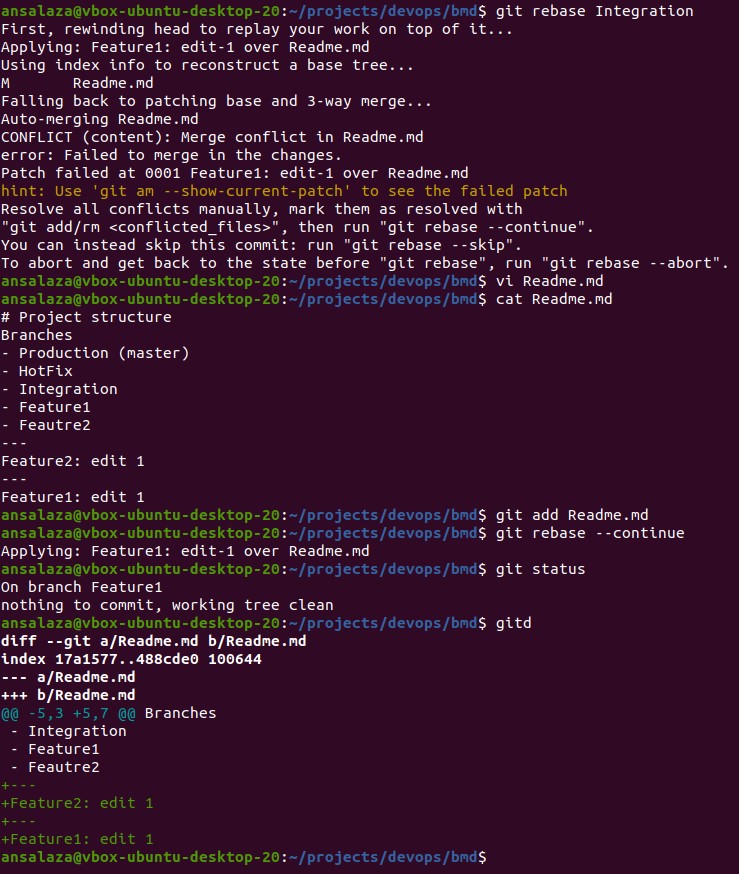 ansalaza@vbox-ubuntu-desktop-20:~/projects/devops/bmd$ git rebase Integration
First, rewinding head to replay your work on top of it...
Applying: Feature1: edit-1 over Readme.md
Using index info to reconstruct a base tree...
M       Readme.md
Falling back to patching base and 3-way merge...
Auto-merging Readme.md
CONFLICT (content): Merge conflict in Readme.md
error: Failed to merge in the changes.
Patch failed at 0001 Feature1: edit-1 over Readme.md
hint: Use 'git am --show-current-patch' to see the failed patch
Resolve all conflicts manually, mark them as resolved with
"git add/rm <conflicted_files>", then run "git rebase --continue".
You can instead skip this commit: run "git rebase --skip".
To abort and get back to the state before "git rebase", run "git rebase --abort".
ansalaza@vbox-ubuntu-desktop-20:~/projects/devops/bmd$ vi Readme.md
ansalaza@vbox-ubuntu-desktop-20:~/projects/devops/bmd$ cat Readme.md
# Project structure
Branches
- Production (master)
- HotFix
- Integration
- Feature1
- Feautre2
---
Feature2: edit 1
---
Feature1: edit 1
ansalaza@vbox-ubuntu-desktop-20:~/projects/devops/bmd$ git add Readme.md
ansalaza@vbox-ubuntu-desktop-20:~/projects/devops/bmd$ git rebase --continue
Applying: Feature1: edit-1 over Readme.md
ansalaza@vbox-ubuntu-desktop-20:~/projects/devops/bmd$ git status
On branch Feature1
nothing to commit, working tree clean
ansalaza@vbox-ubuntu-desktop-20:~/projects/devops/bmd$ gitd
diff --git a/Readme.md b/Readme.md
index 17a1577..488cde0 100644
--- a/Readme.md
+++ b/Readme.md
@@ -5,3 +5,7 @@ Branches
 - Integration
 - Feature1
 - Feautre2
+---
+Feature2: edit 1
+---
+Feature1: edit 1
ansalaza@vbox-ubuntu-desktop-20:~/projects/devops/bmd$